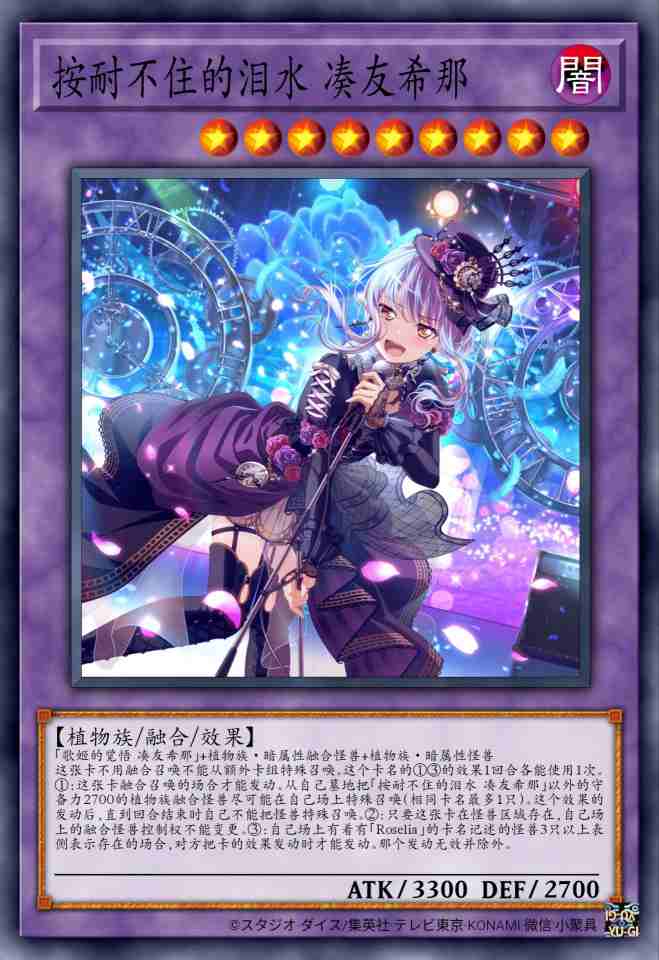 按耐不住的泪水 凑友希那
闇
【植物族/融合/效果】
「歌姬的觉悟 凑友希那」+植物族·暗属性融合怪兽+植物族·暗属性怪兽
这张卡不用融合召唤不能从额外卡组特殊召唤。这个卡名的①③的效果1回合各能使用1次。
①:这张卡融合召唤的场合才能发动。从自己墓地把「按耐不住的泪水 凑友希那」以外的守
备力2700的植物族融合怪兽尽可能在自己场上特殊召唤(相同卡名最多1只)。这个效果的
发动后,直到回合结束时自己不能把怪兽特殊召唤。②:只要这张卡在怪兽区域存在,自己场
上的融合怪兽控制权不能变更。③:自己场上有着有「Roselia」的卡名记述的怪兽3只以上表
侧表示存在的场合,对方把卡的效果发动时才能发动。那个发动无效并除外。
ATK/3300 DEF/2700
©スタジオ·ダイス/集英社·テレビ東京·KONAMI 微信:小聚具